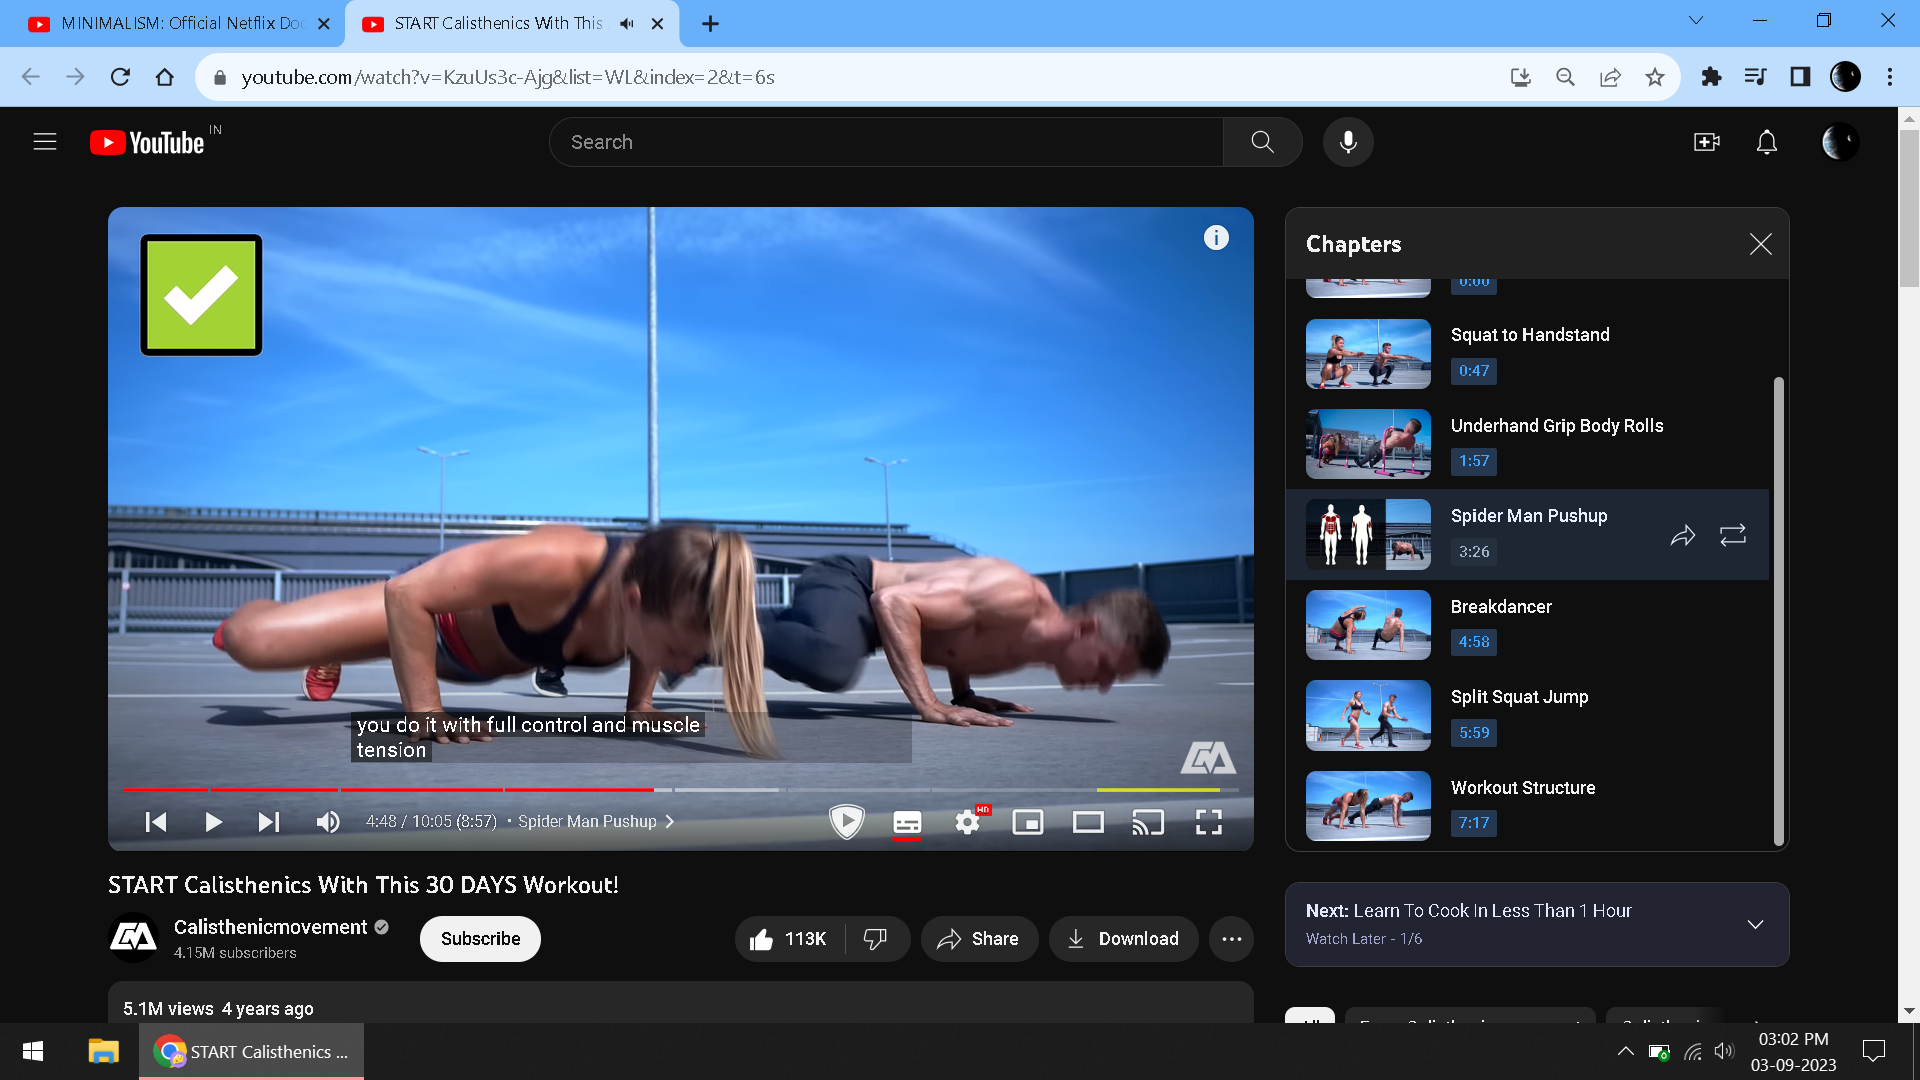 MINIMALISM: Official Netflix Doc
START Calisthenics With This
youtube.com/watch?v=KzuUs3c-Ajg&list=WL&index=2&t=6s
YouTube IN
Search
Chapters
0:00
Squat to Handstand
0:47
Underhand Grip Body Rolls
1:57
Spider Man Pushup
3:26
Breakdancer
4:58
Split Squat Jump
5:59
Workout Structure
7:17
you do it with full control and muscle
tension
4:48 / 10:05 (8:57) • Spider Man Pushup
HD
START Calisthenics With This 30 DAYS Workout!
Calisthenicmovement
4.15M subscribers
Subscribe
113K
Share
Download
Next: Learn To Cook In Less Than 1 Hour
Watch Later - 1/6
5.1M views 4 years ago
START Calisthenics ...
03:02 PM
03-09-2023